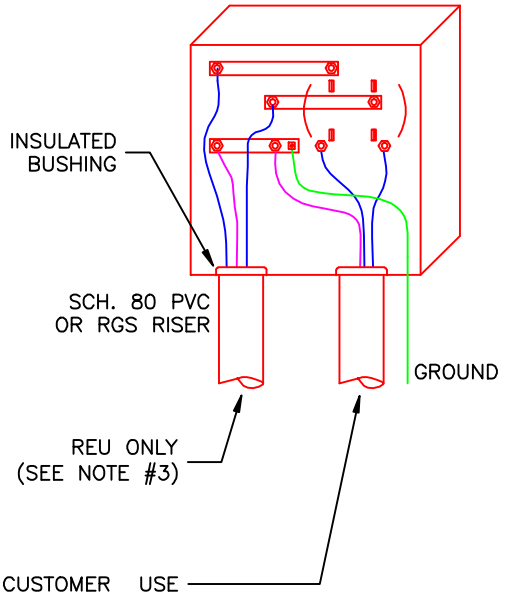 INSULATED
BUSHING
SCH. 80 PVC
OR RGS RISER
GROUND
REU ONLY
(SEE NOTE #3)
CUSTOMER USE